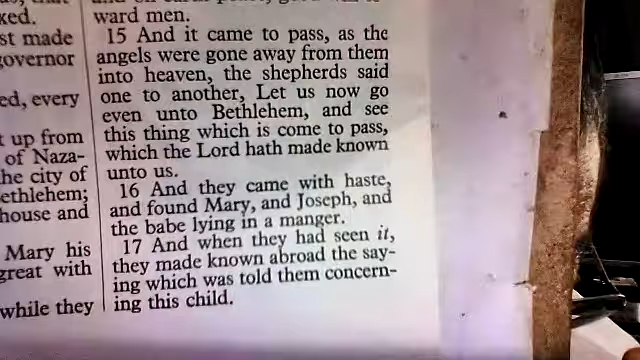 ked.
st made
governor
ed, every
t up from
of Naza-
he city of
ethlehem;
house and
Mary his
great with
while they
ward men.
15 And it came to pass, as the
angels were gone away from them
into heaven, the shepherds said
one to another, Let us now go
even unto Bethlehem, and see
this thing which is come to pass,
which the Lord hath made known
unto us.
16 And they came with haste,
and found Mary, and Joseph, and
the babe lying in a manger.
17 And when they had seen it,
they made known abroad the say-
ing which was told them concern-
ing this child.